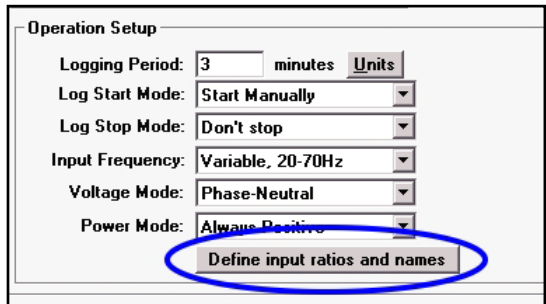 Operation Setup
Logging Period: 3 minutes Units
Log Start Mode: Start Manually
Log Stop Mode: Don't stop
Input Frequency: Variable, 20-70Hz
Voltage Mode: Phase-Neutral
Power Mode: Always Positive
Define input ratios and names